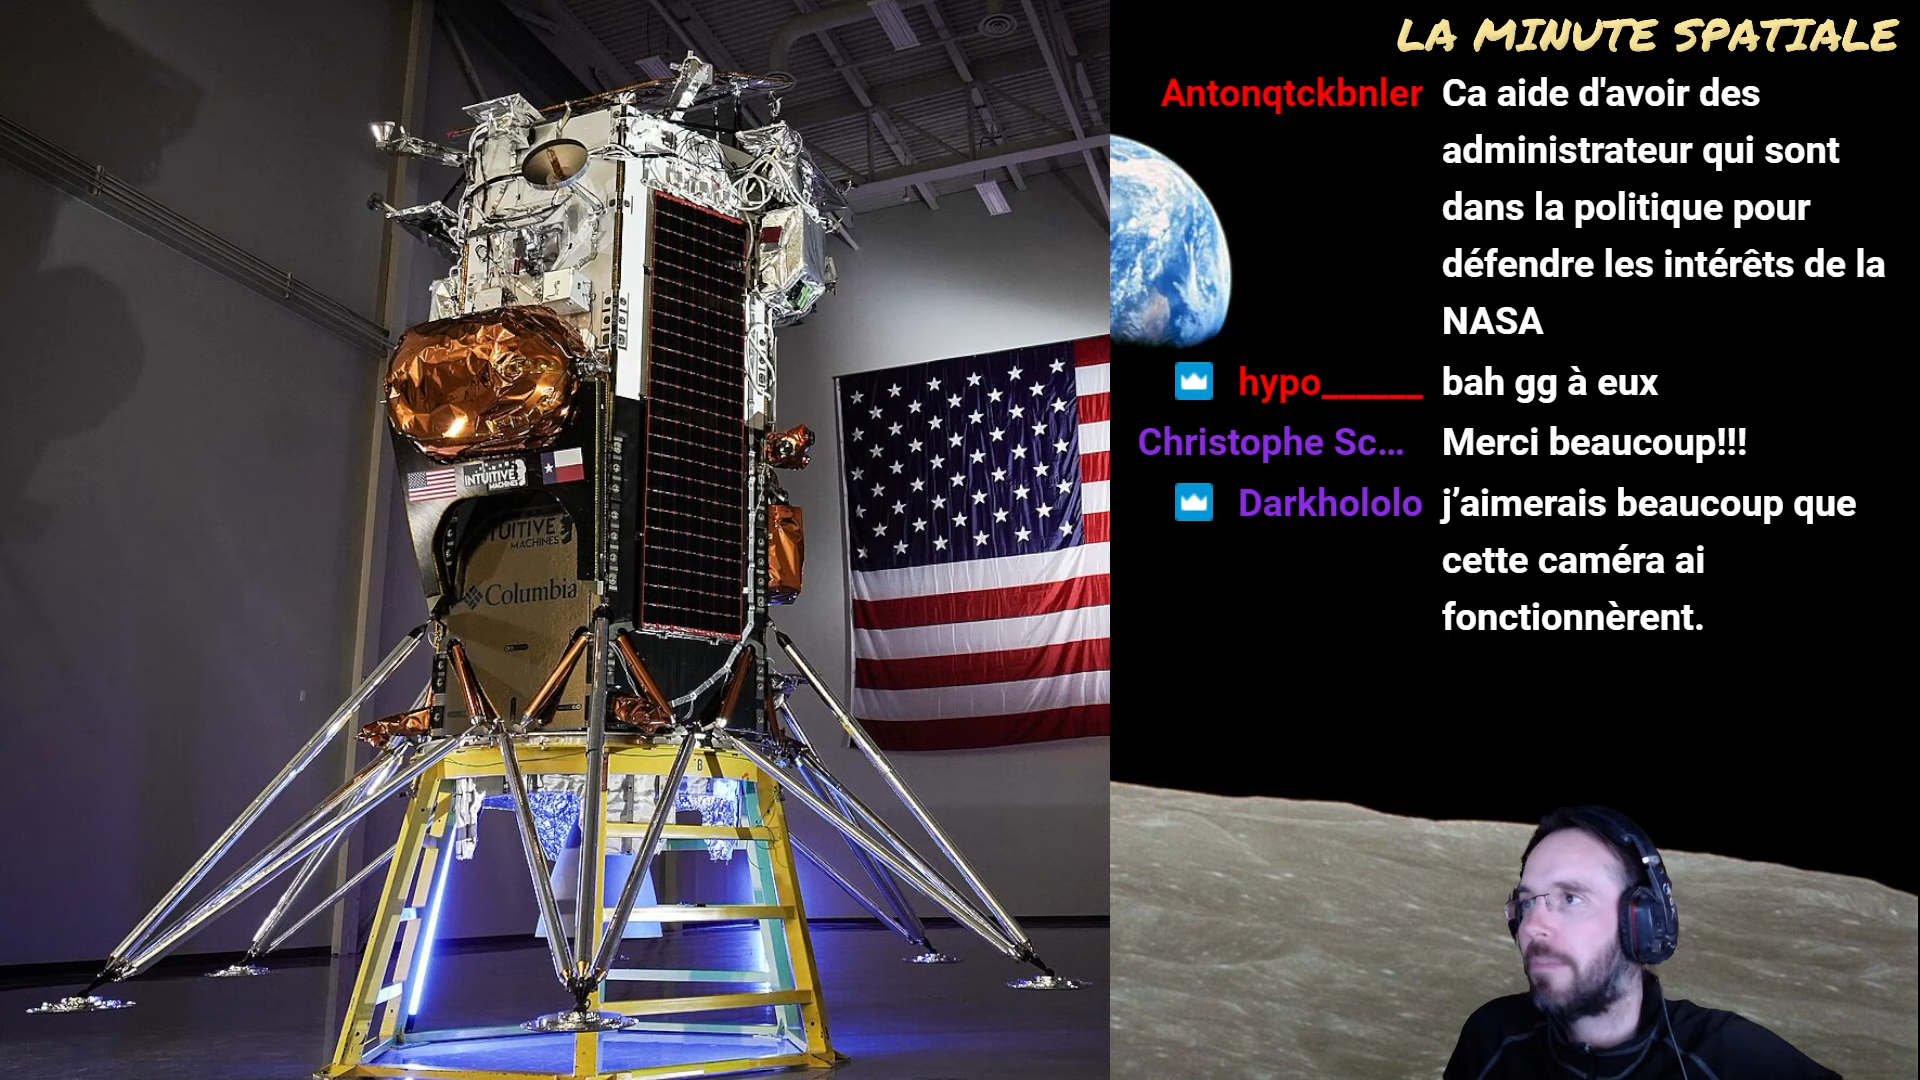 LA MINUTE SPATIALE
Antonqtckbnler Ca aide d'avoir des
administrateur qui sont
dans la politique pour
défendre les intérêts de la
NASA
hypo______ bah gg à eux
Christophe Sc... Merci beaucoup!!!
Darkhololo j’aimerais beaucoup que
cette caméra ai
fonctionnèrent.
INTUITIVE
MACHINES
INTUITIVE
MACHINES
Columbia